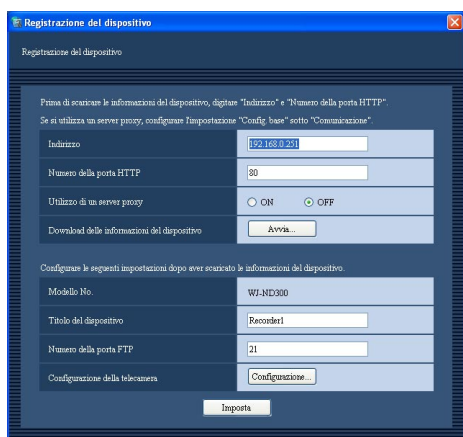 Registrazione del dispositivo
Registrazione del dispositivo
Prima di scaricare le informazioni del dispositivo, digitare "Indirizzo" e "Numero della porta HTTP".
Se si utilizza un server proxy, configurare l'impostazione "Config. base" sotto "Comunicazione".
Indirizzo 192.168.0.251
Numero della porta HTTP 80
Utilizzo di un server proxy ON OFF
Download delle informazioni del dispositivo Avvia...
Configurare le seguenti impostazioni dopo aver scaricato le informazioni del dispositivo.
Modello No. WJ-ND300
Titolo del dispositivo Recorder1
Numero della porta FTP 21
Configurazione della telecamera Configurazione...
Imposta